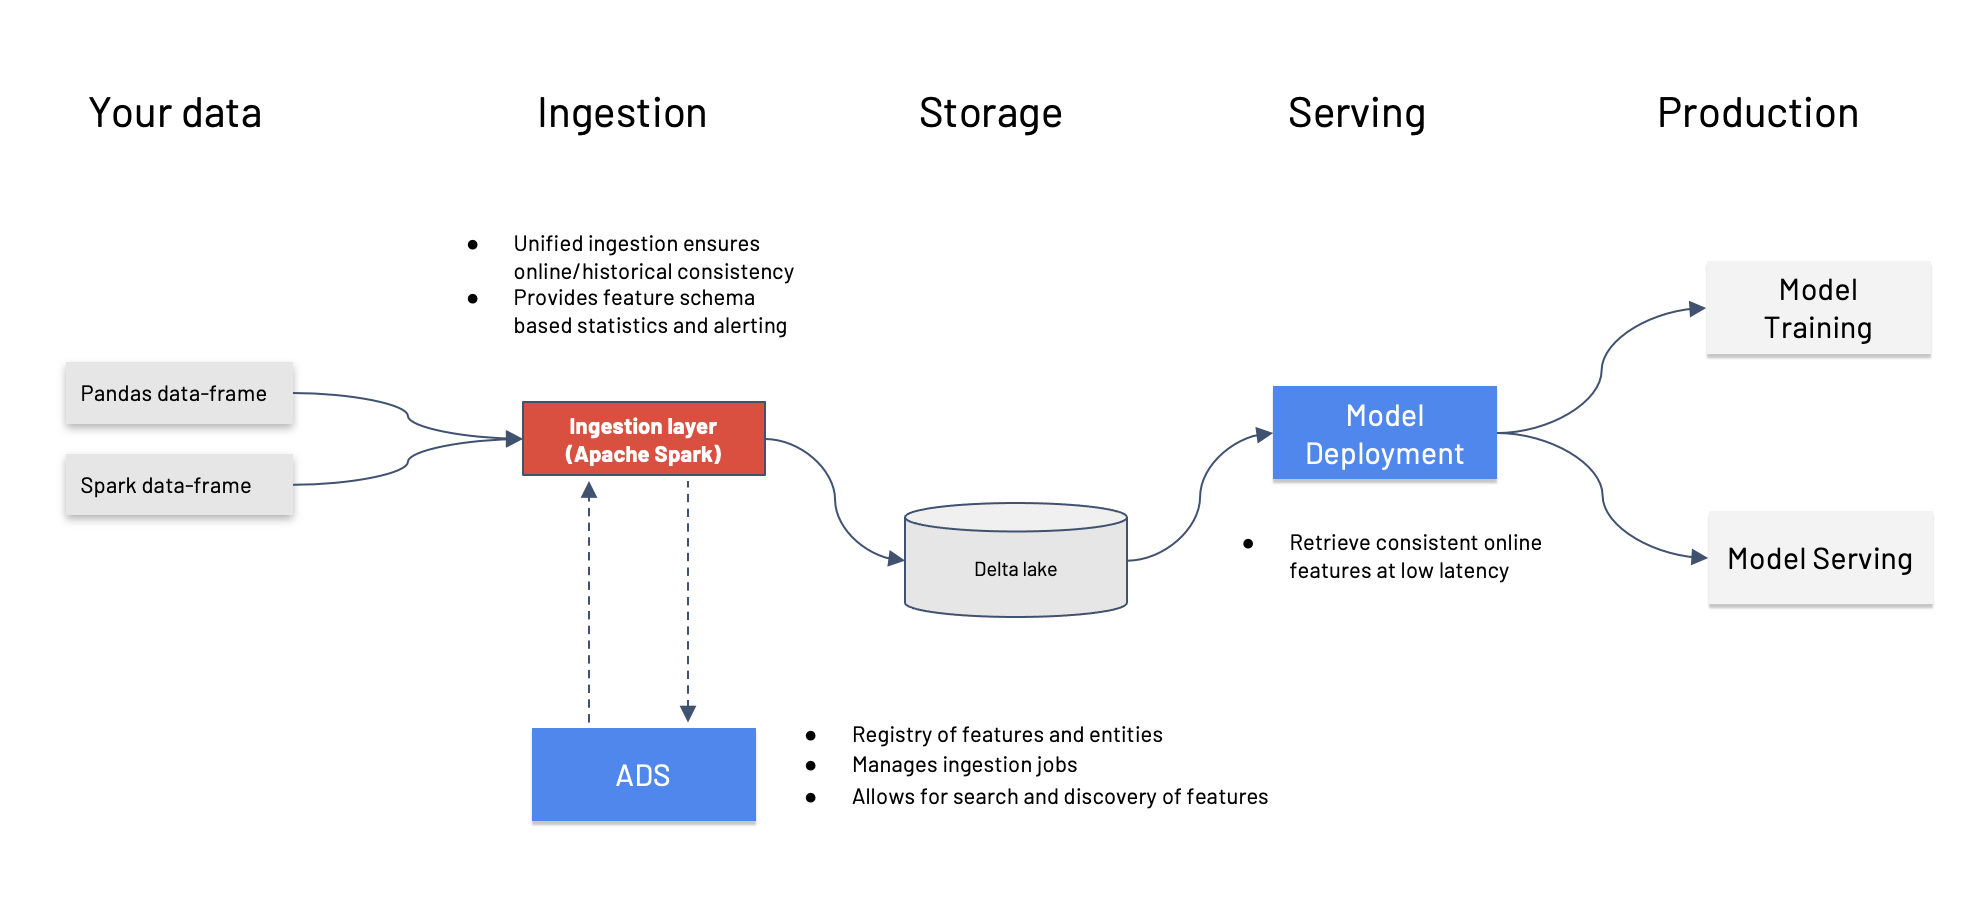 Your data
Ingestion
Storage
Serving
Production
● Unified ingestion ensures
online/historical consistency
● Provides feature schema
based statistics and alerting
Pandas data-frame
Spark data-frame
Ingestion layer
(Apache Spark)
Delta lake
Model
Deployment
● Retrieve consistent online
features at low latency
Model
Training
Model Serving
ADS
● Registry of features and entities
● Manages ingestion jobs
● Allows for search and discovery of features